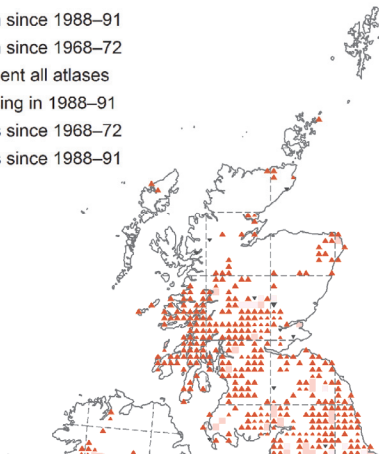 since 1988–91
since 1968–72
ent all atlases
ing in 1988–91
since 1968–72
since 1988–91